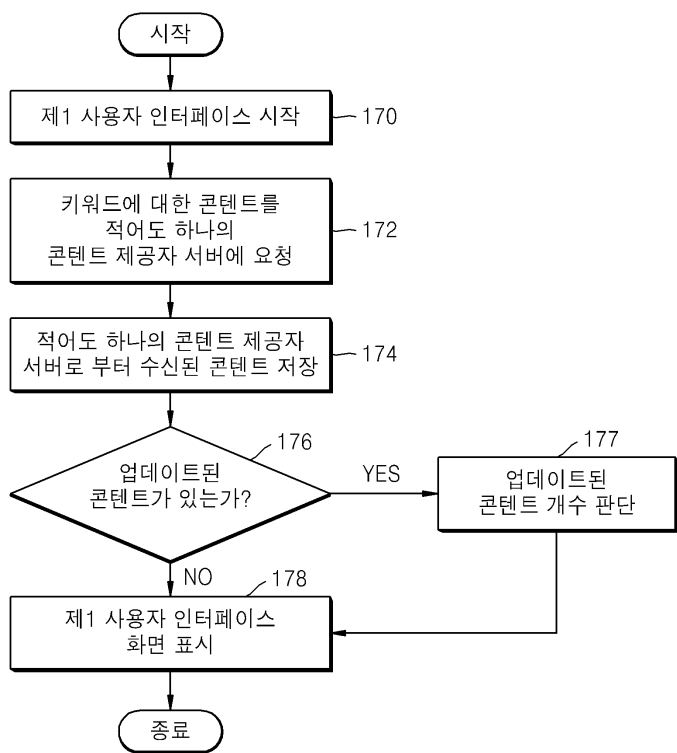 시작
제1 사용자 인터페이스 시작
170
키워드에 대한 콘텐트를
적어도 하나의
콘텐트 제공자 서버에 요청
172
적어도 하나의 콘텐트 제공자
서버로 부터 수신된 콘텐트 저장
174
176
업데이트된
콘텐트가 있는가?
YES
177
업데이트된
콘텐트 개수 판단
NO
178
제1 사용자 인터페이스
화면 표시
종료